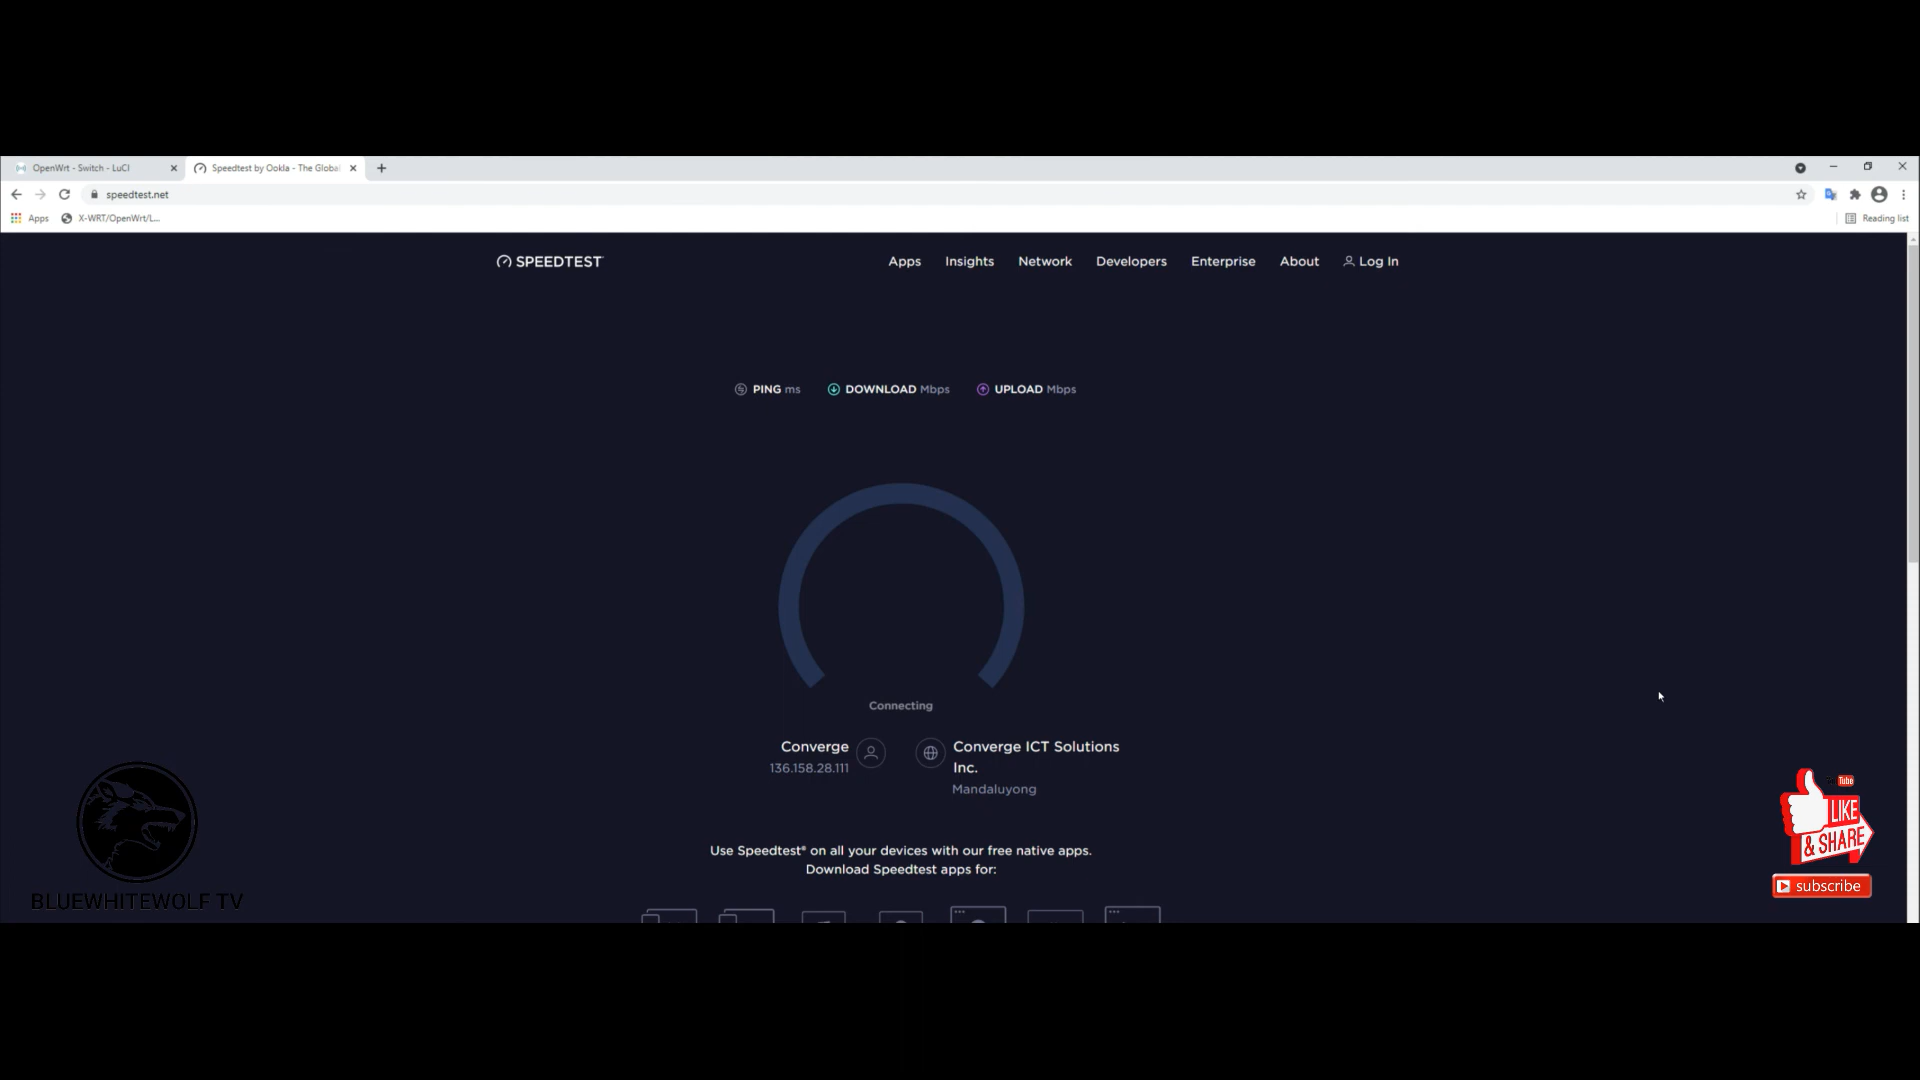 OpenWrt - Switch - LuCI
Speedtest by Ookla - The Global
speedtest.net
Apps
X-WRT/OpenWrt/L...
Reading list
SPEEDTEST
Apps
Insights
Network
Developers
Enterprise
About
Log In
PING ms
DOWNLOAD Mbps
UPLOAD Mbps
Connecting
Converge
136.158.28.111
Converge ICT Solutions
Inc.
Mandaluyong
Use Speedtest® on all your devices with our free native apps.
Download Speedtest apps for:
BLUEWHITEWOLF TV
Tube
LIKE
& SHARE
subscribe